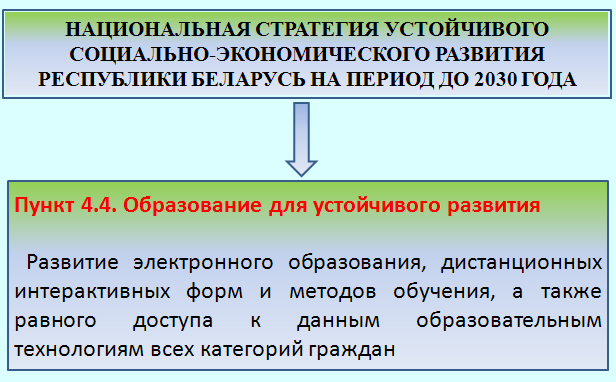 НАЦИОНАЛЬНАЯ СТРАТЕГИЯ УСТОЙЧИВОГО
СОЦИАЛЬНО-ЭКОНОМИЧЕСКОГО РАЗВИТИЯ
РЕСПУБЛИКИ БЕЛАРУСЬ НА ПЕРИОД ДО 2030 ГОДА
Пункт 4.4. Образование для устойчивого развития
Развитие электронного образования, дистанционных
интерактивных форм и методов обучения, а также
равного доступа к данным образовательным
технологиям всех категорий граждан